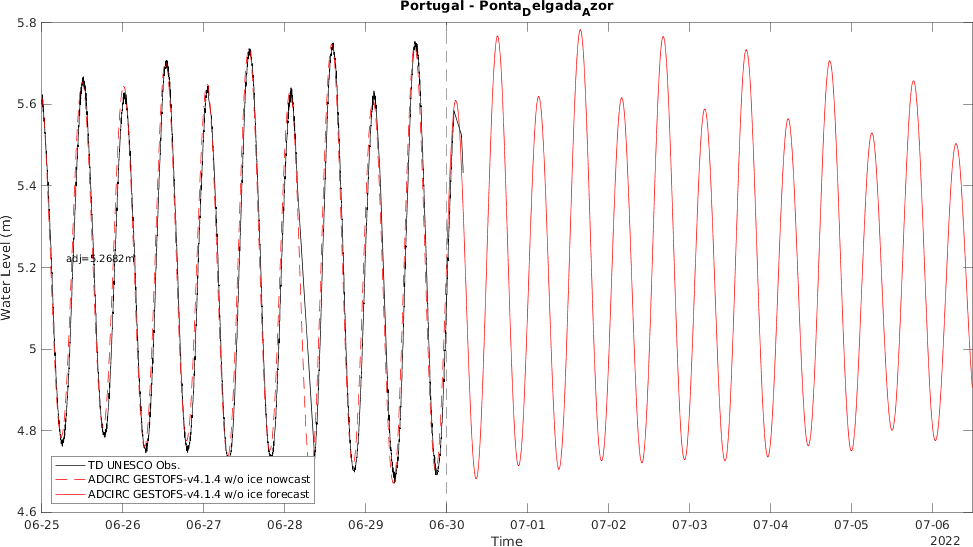 Portugal - PontaDelgadaAzor
5.8
5.6
5.4
5.2
5
4.8
4.6
Water Level (m)
adj=5.2682m
TD UNESCO Obs.
ADCIRC GESTOFS-v4.1.4 w/o ice nowcast
ADCIRC GESTOFS-v4.1.4 w/o ice forecast
06-25 06-26 06-27 06-28 06-29 06-30 07-01 07-02 07-03 07-04 07-05 07-06
Time
2022